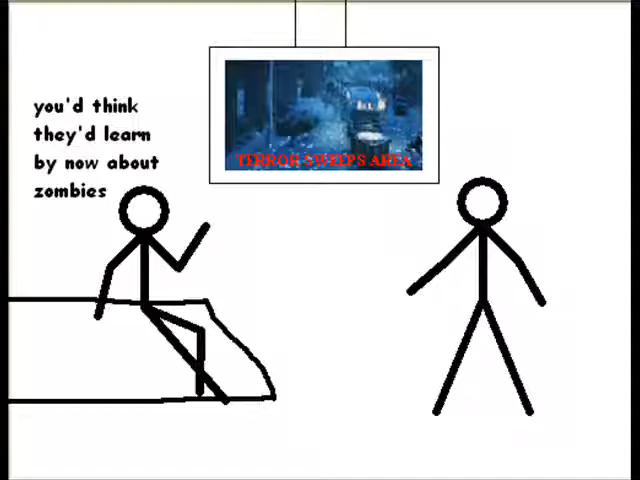 you'd think
they'd learn
by now about
zombies
TERROR SWEEPS AREA